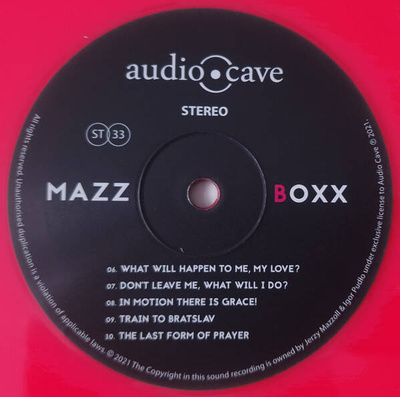 audio cave
STEREO
ST 33
MAZZ BOXX
06. WHAT WILL HAPPEN TO ME, MY LOVE?
07. DON'T LEAVE ME, WHAT WILL I DO?
08. IN MOTION THERE IS GRACE!
09. TRAIN TO BRATSLAV
10. THE LAST FORM OF PRAYER
All rights reserved. Unauthorised duplication is a violation of applicable laws. © 2021 The Copyright in this sound recording is owned by Jerzy Mazzoll & Igor Pudło under exclusive license to Audio Cave ℗ 2021.